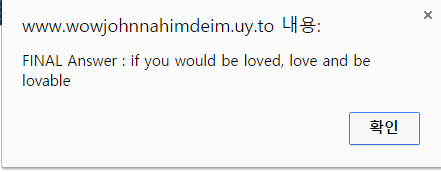 www.wowjohnnahimdeim.uy.to 내용:
FINAL Answer : if you would be loved, love and be
lovable
확인